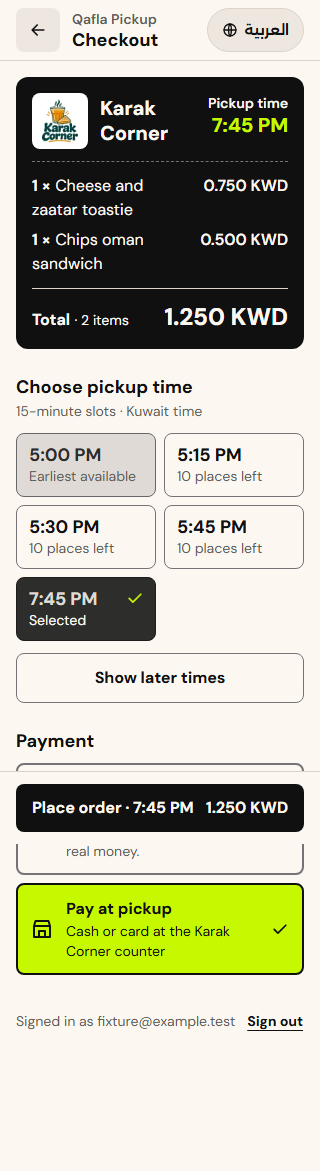 Qafla Pickup
Checkout
العربية
Karak
Corner
Karak
Corner
Pickup time
7:45 PM
1 × Cheese and
zaatar toastie
0.750 KWD
1 × Chips oman
sandwich
0.500 KWD
Total · 2 items
1.250 KWD
Choose pickup time
15-minute slots · Kuwait time
5:00 PM
Earliest available
5:15 PM
10 places left
5:30 PM
10 places left
5:45 PM
10 places left
7:45 PM
Selected
Show later times
Payment
Place order · 7:45 PM 1.250 KWD
real money.
Pay at pickup
Cash or card at the Karak
Corner counter
Signed in as fixture@example.test Sign out